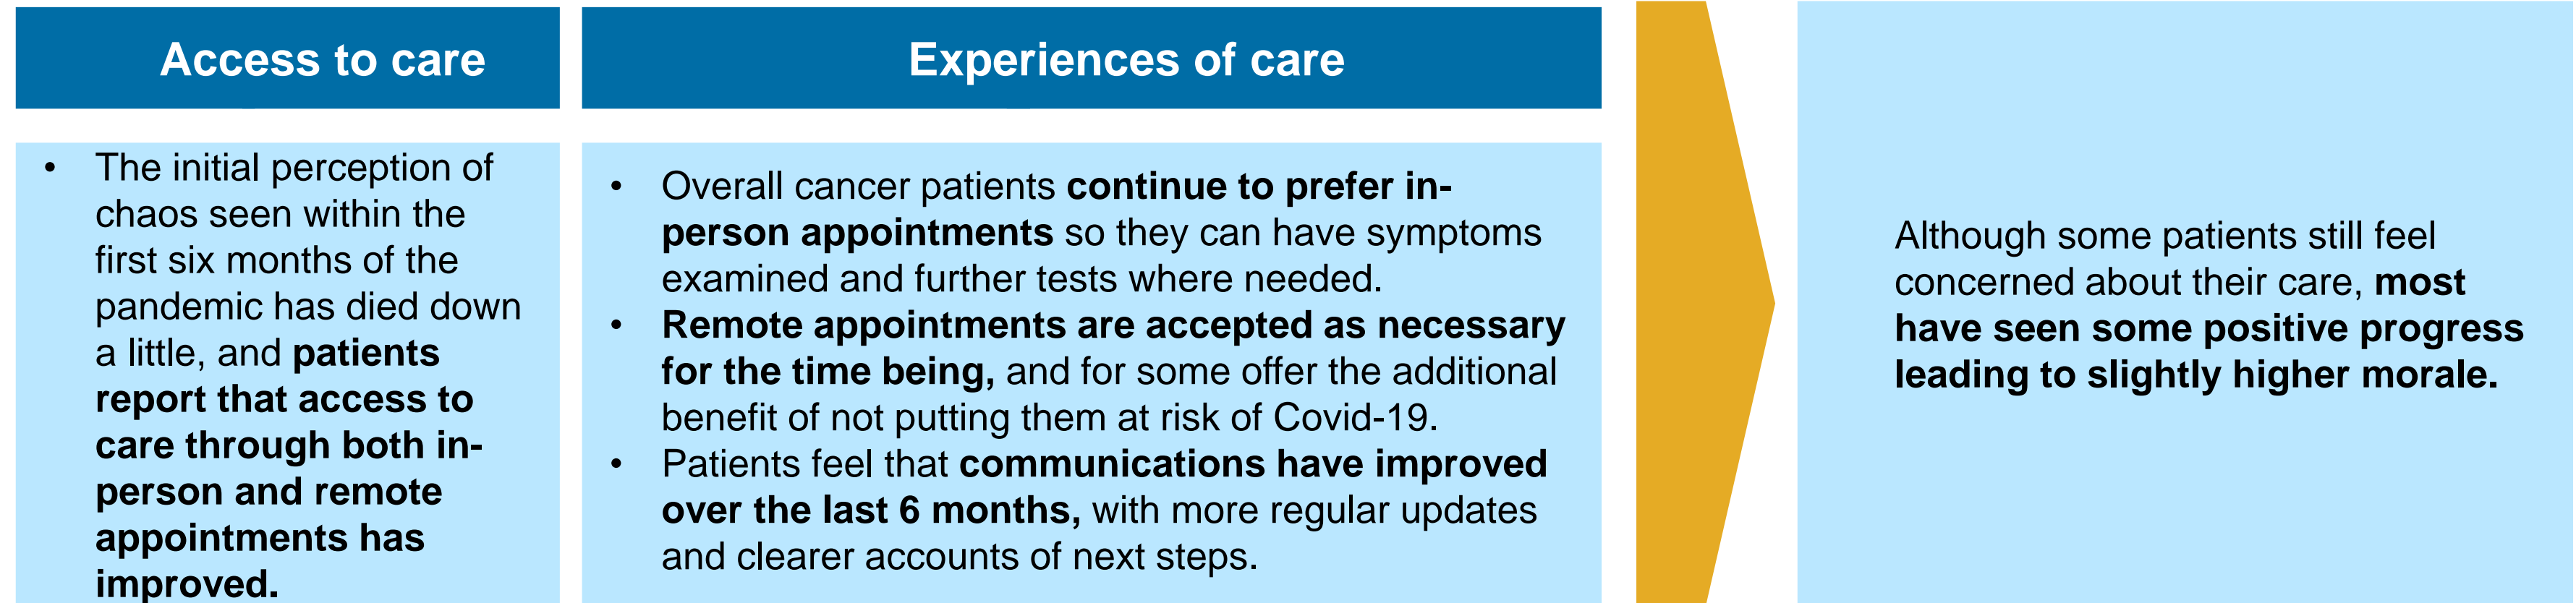 Access to care
• The initial perception of
chaos seen within the
first six months of the
pandemic has died down
a little, and patients
report that access to
care through both in-
person and remote
appointments has
improved.
Experiences of care
• Overall cancer patients continue to prefer in-
person appointments so they can have symptoms
examined and further tests where needed.
• Remote appointments are accepted as necessary
for the time being, and for some offer the additional
benefit of not putting them at risk of Covid-19.
• Patients feel that communications have improved
over the last 6 months, with more regular updates
and clearer accounts of next steps.
Although some patients still feel
concerned about their care, most
have seen some positive progress
leading to slightly higher morale.